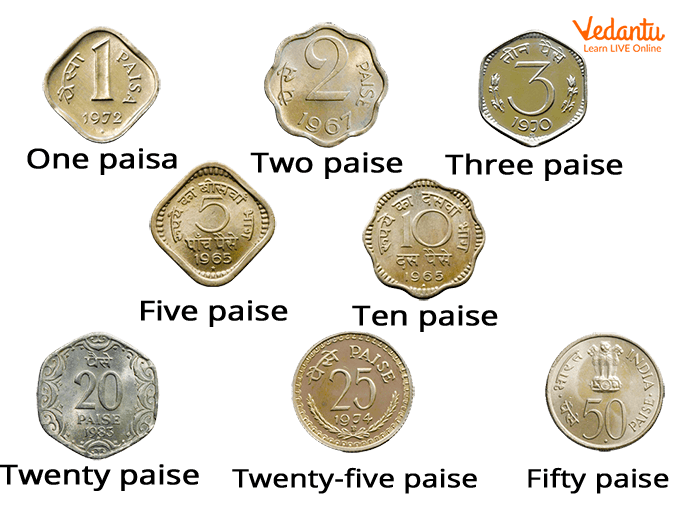 Vedantu
Learn LIVE Online
पैसा 1 PAISA
1972
One paisa
पैसे 2 PAISE
1967
Two paise
तीन पैसे
3
1970
Three paise
रुपये का बीसवां भाग
5
पाँच पैसे
1965
Five paise
रुपये का दसवां भाग
10
दस पैसे
1965
Ten paise
पैसे
20
PAISE
1985
Twenty paise
पैसे PAISE
25
1974
Twenty-five paise
भारत INDIA
पैसे 50 PAISE
Fifty paise